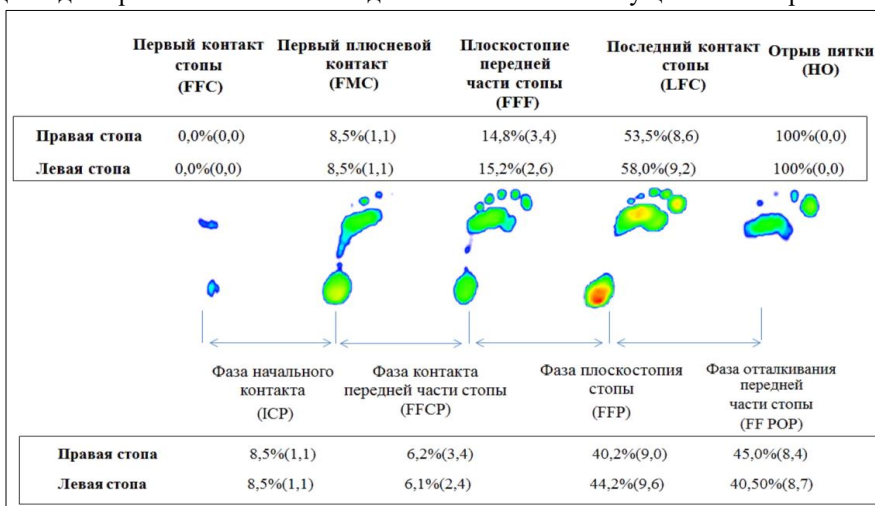 Первый контакт стопы (FFC) Первый плюсневой контакт (FMC) Плоскостопие передней части стопы (FFF) Последний контакт стопы (LFC) Отрыв пятки (HO)
Правая стопа 0,0%(0,0) 8,5%(1,1) 14,8%(3,4) 53,5%(8,6) 100%(0,0)
Левая стопа 0,0%(0,0) 8,5%(1,1) 15,2%(2,6) 58,0%(9,2) 100%(0,0)
Фаза начального контакта (ICP) Фаза контакта передней части стопы (FFCP) Фаза плоскостопия стопы (FFP) Фаза отталкивания передней части стопы (FF POP)
Правая стопа 8,5%(1,1) 6,2%(3,4) 40,2%(9,0) 45,0%(8,4)
Левая стопа 8,5%(1,1) 6,1%(2,4) 44,2%(9,6) 40,50%(8,7)